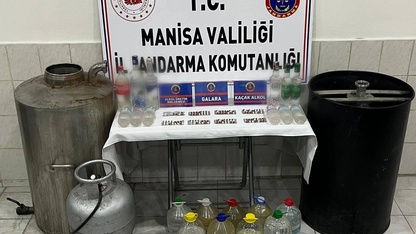 T.C.
MANİSA VALİLİĞİ
İL JANDARMA KOMUTANLIĞI
GALARA
KAÇAK ALKOL